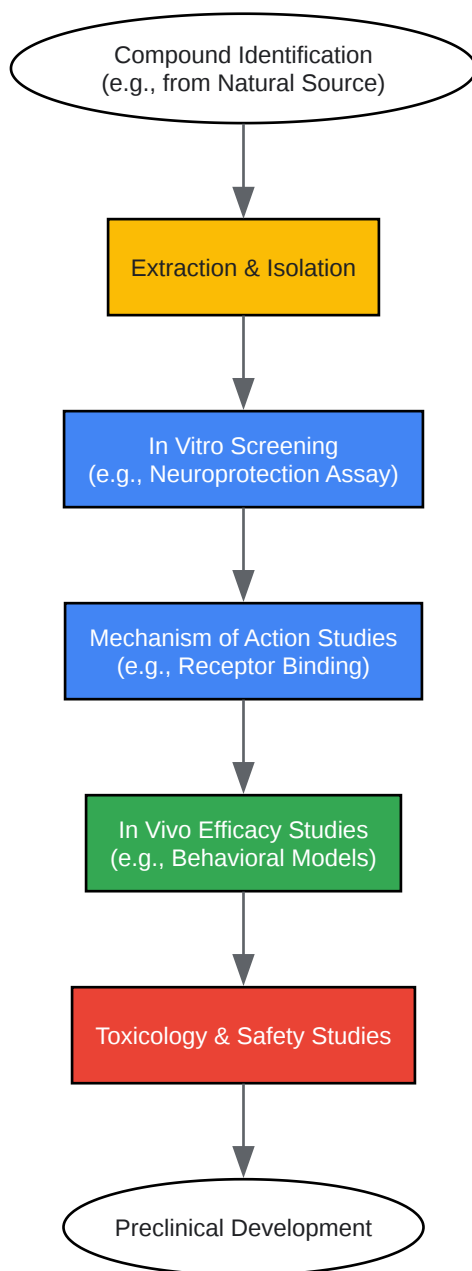 Compound Identification
(e.g., from Natural Source)
Extraction & Isolation
In Vitro Screening
(e.g., Neuroprotection Assay)
Mechanism of Action Studies
(e.g., Receptor Binding)
In Vivo Efficacy Studies
(e.g., Behavioral Models)
Toxicology & Safety Studies
Preclinical Development